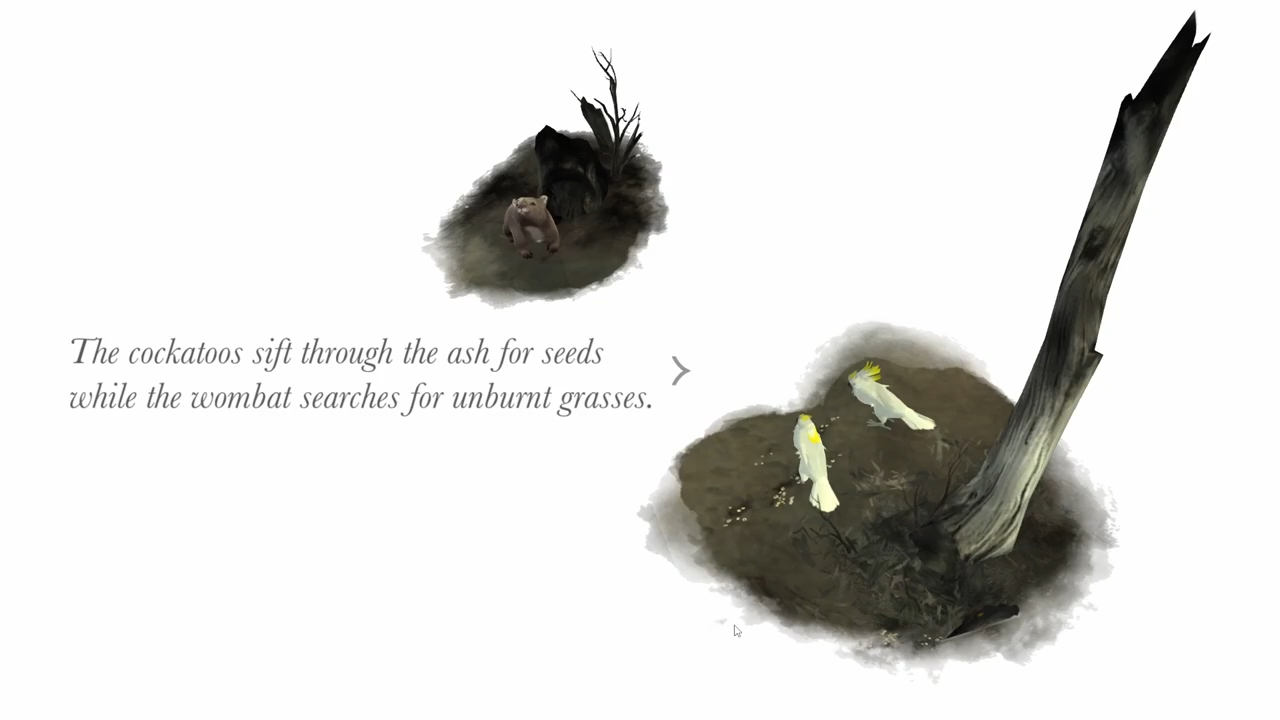 The cockatoos sift through the ash for seeds
while the wombat searches for unburnt grasses.